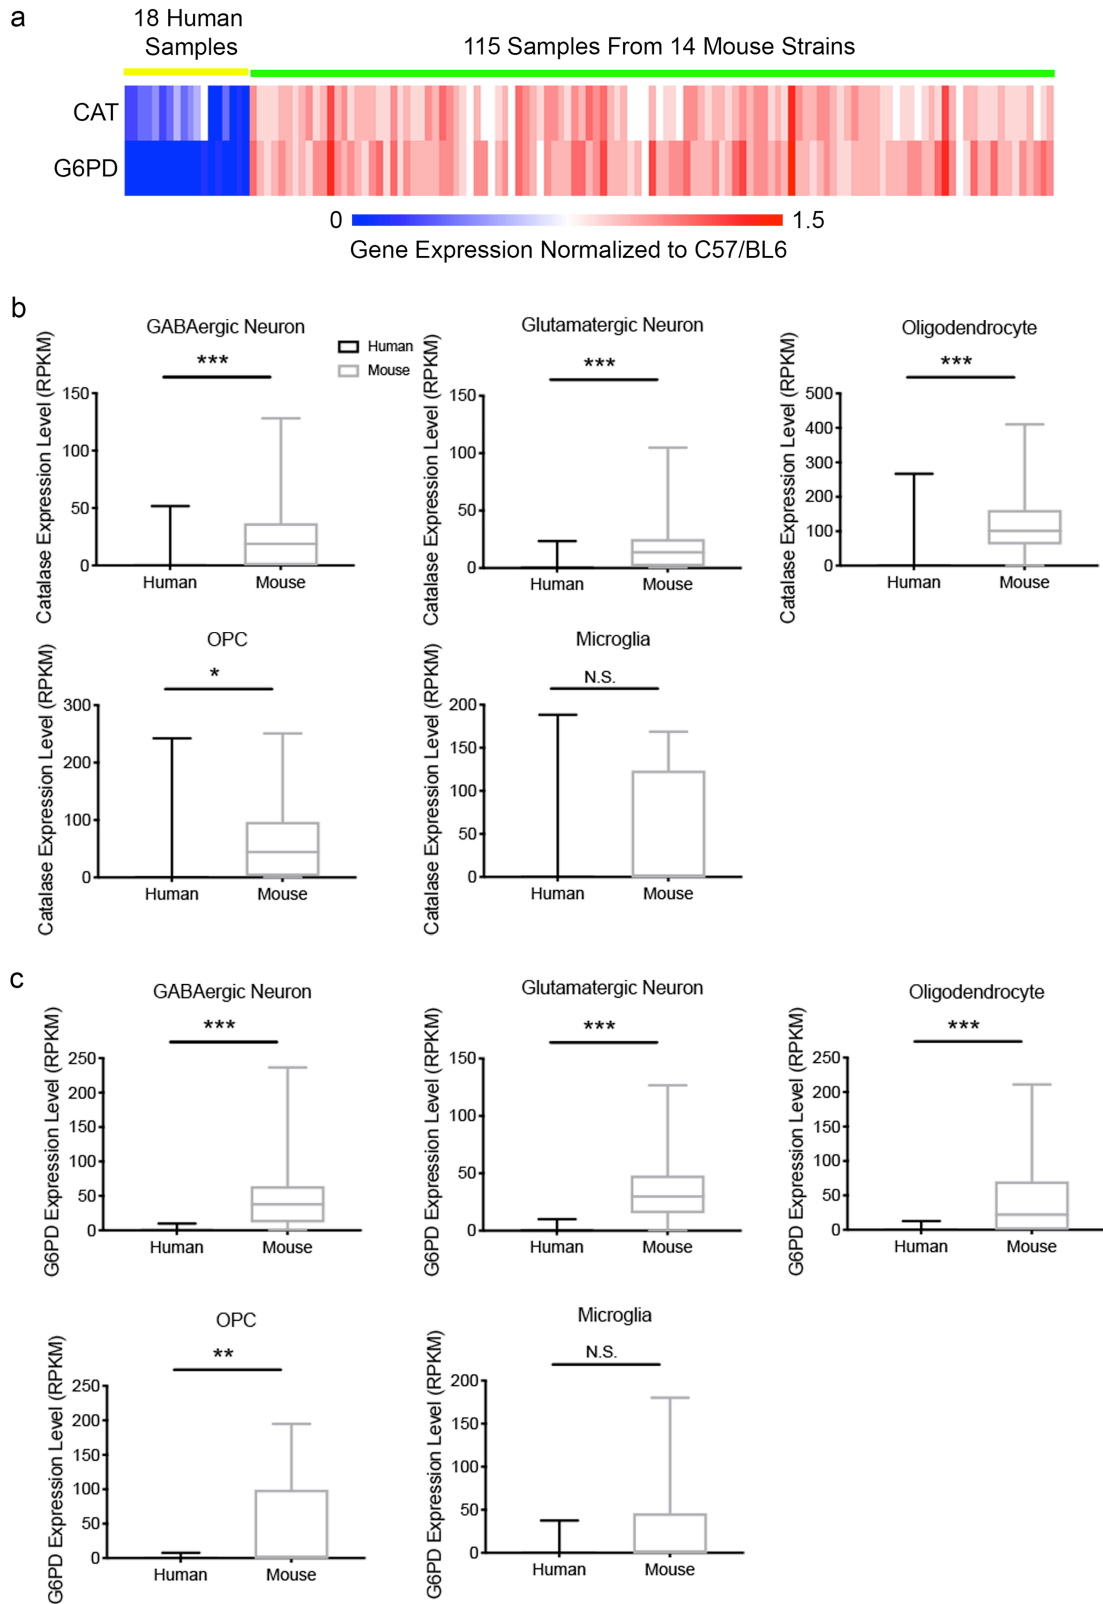 a
18 Human
Samples
115 Samples From 14 Mouse Strains
CAT
G6PD
0
1.5
Gene Expression Normalized to C57/BL6
b
GABAergic Neuron
***
Human
Mouse
Catalase Expression Level (RPKM)
150
100
50
0
Human
Mouse
Glutamatergic Neuron
***
Catalase Expression Level (RPKM)
150
100
50
0
Human
Mouse
Oligodendrocyte
***
Catalase Expression Level (RPKM)
500
400
300
200
100
0
Human
Mouse
OPC
*
Catalase Expression Level (RPKM)
300
200
100
0
Human
Mouse
Microglia
N.S.
Catalase Expression Level (RPKM)
200
150
100
50
0
Human
Mouse
c
GABAergic Neuron
***
G6PD Expression Level (RPKM)
250
200
150
100
50
0
Human
Mouse
Glutamatergic Neuron
***
G6PD Expression Level (RPKM)
150
100
50
0
Human
Mouse
Oligodendrocyte
***
G6PD Expression Level (RPKM)
250
200
150
100
50
0
Human
Mouse
OPC
**
G6PD Expression Level (RPKM)
250
200
150
100
50
0
Human
Mouse
Microglia
N.S.
G6PD Expression Level (RPKM)
200
150
100
50
0
Human
Mouse